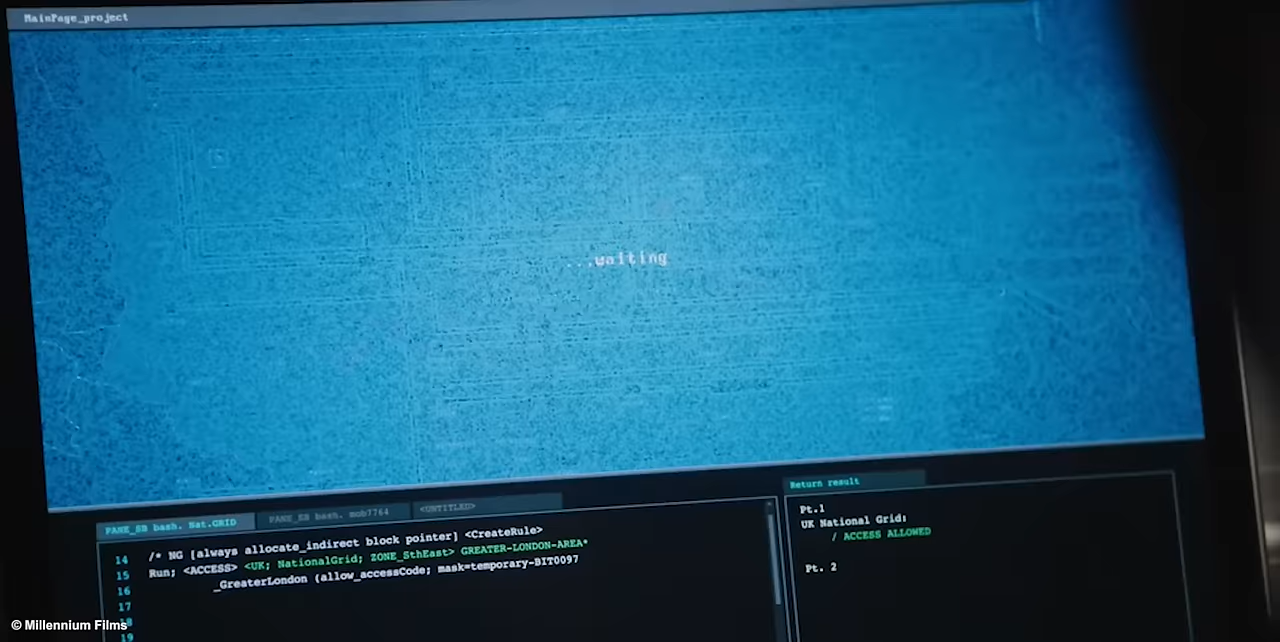 MainPage_project
...waiting
PANE_SB bash. Nat.GRID
PANE_EB bash. mob7764
<UNTITLED>
14 /* NG [always allocate_indirect block pointer] <CreateRule>
15 Run; <ACCESS> <UK; NationalGrid; ZONE_SthEast> GREATER-LONDON-AREA*
16 _GreaterLondon (allow_accessCode; mask=temporary-BIT0097
17
18
19
Return result
Pt.1
UK National Grid:
/ ACCESS ALLOWED
Pt. 2
© Millennium Films